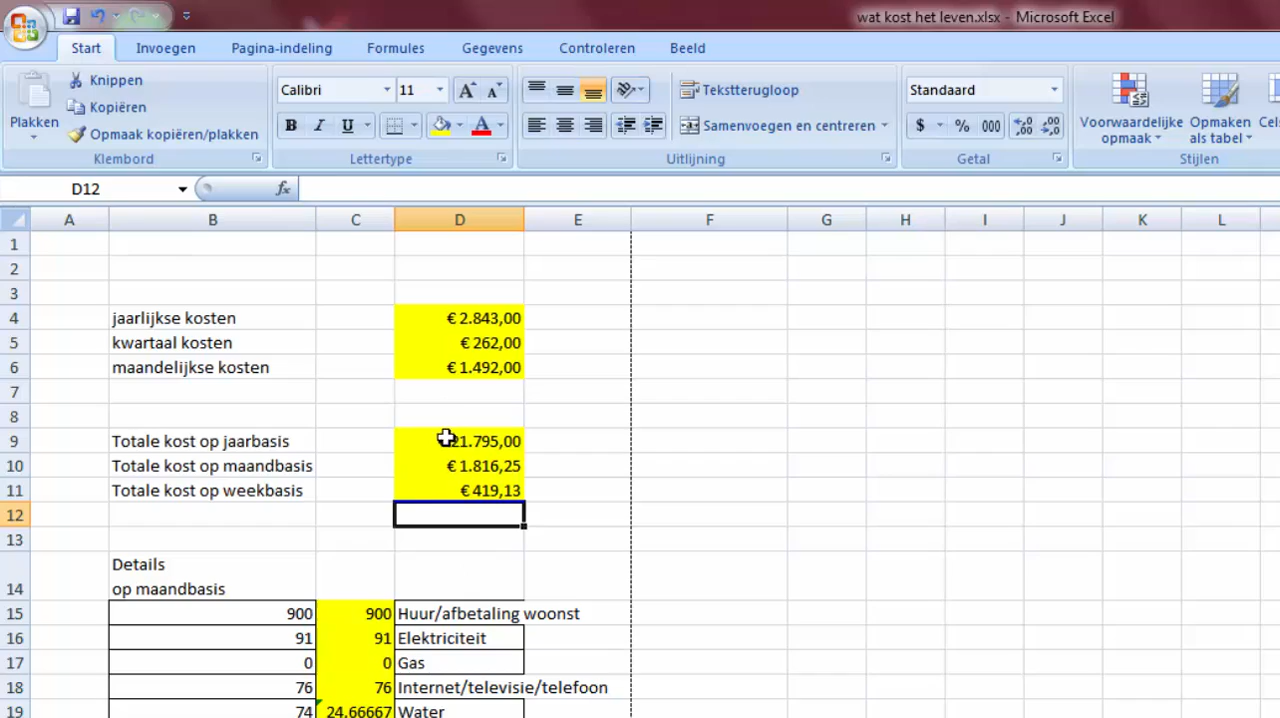 wat kost het leven.xlsx - Microsoft Excel
Start Invoegen Pagina-indeling Formules Gegevens Controleren Beeld
Plakken
Knippen
Kopiëren
Opmaak kopiëren/plakken
Klembord
Calibri 11
B I U A
Lettertype
Tekstterugloop
Samenvoegen en centreren
Uitlijning
Standaard
$ % 000 ,00 ,00
Getal
Voorwaardelijke opmaak
Opmaken als tabel
Stijlen
D12 fx
A B C D E F G H I J K L
1
2
3
4 jaarlijkse kosten € 2.843,00
5 kwartaal kosten € 262,00
6 maandelijkse kosten € 1.492,00
7
8
9 Totale kost op jaarbasis 21.795,00
10 Totale kost op maandbasis € 1.816,25
11 Totale kost op weekbasis € 419,13
12
13
Details
14 op maandbasis
15 900 900 Huur/afbetaling woonst
16 91 91 Elektriciteit
17 0 0 Gas
18 76 76 Internet/televisie/telefoon
19 74 24,66667 Water